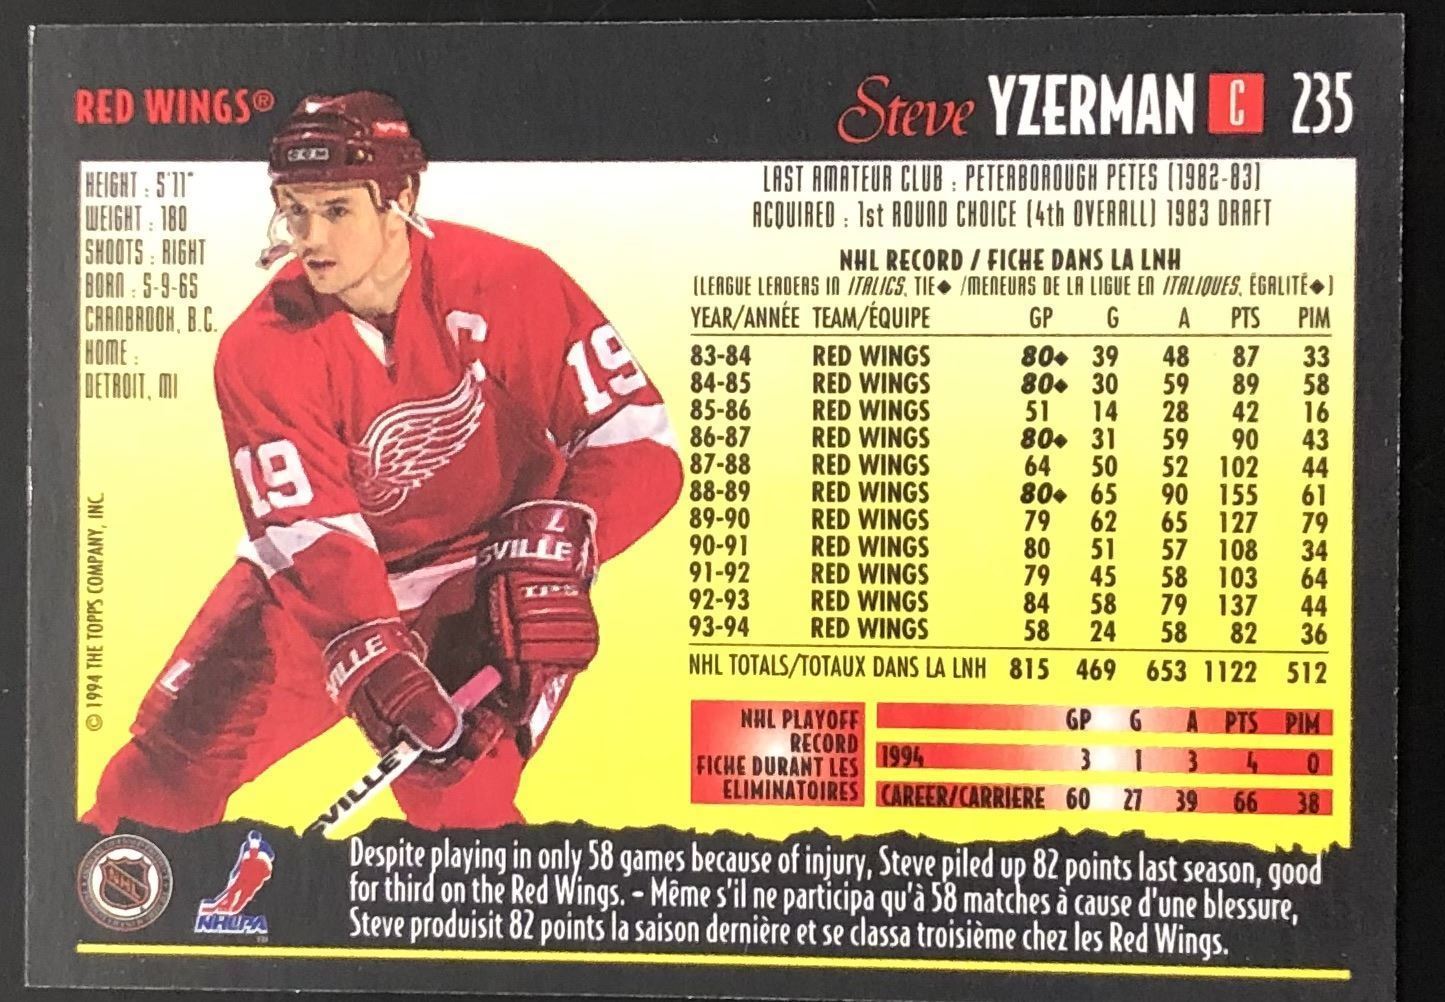 RED WINGS®
Steve YZERMAN C 235
HEIGHT : 5'11"
WEIGHT : 180
SHOOTS : RIGHT
BORN : 5-9-65
CRANBROOK, B.C.
HOME :
DETROIT, MI
LAST AMATEUR CLUB : PETERBOROUGH PETES (1982-83)
ACQUIRED : 1st ROUND CHOICE (4th OVERALL) 1983 DRAFT
NHL RECORD / FICHE DANS LA LNH
(LEAGUE LEADERS IN ITALICS, TIE◆ /MENEURS DE LA LIGUE EN ITALIQUES, ÉGALITÉ◆)
YEAR/ANNÉE TEAM/ÉQUIPE GP G A PTS PIM
83-84 RED WINGS 80◆ 39 48 87 33
84-85 RED WINGS 80◆ 30 59 89 58
85-86 RED WINGS 51 14 28 42 16
86-87 RED WINGS 80◆ 31 59 90 43
87-88 RED WINGS 64 50 52 102 44
88-89 RED WINGS 80◆ 65 90 155 61
89-90 RED WINGS 79 62 65 127 79
90-91 RED WINGS 80 51 57 108 34
91-92 RED WINGS 79 45 58 103 64
92-93 RED WINGS 84 58 79 137 44
93-94 RED WINGS 58 24 58 82 36
NHL TOTALS/TOTAUX DANS LA LNH 815 469 653 1122 512
NHL PLAYOFF
RECORD
FICHE DURANT LES
ELIMINATOIRES
GP G A PTS PIM
1994 3 1 3 4 0
CAREER/CARRIERE 60 27 39 66 38
CCM
C
19
19
L
SVILLE
TPS
VILLE
L
VILLE
© 1994 THE TOPPS COMPANY, INC.
NHL
NHLPA
TM
Despite playing in only 58 games because of injury, Steve piled up 82 points last season, good
for third on the Red Wings. – Même s'il ne participa qu'à 58 matches à cause d'une blessure,
Steve produisit 82 points la saison dernière et se classa troisième chez les Red Wings.